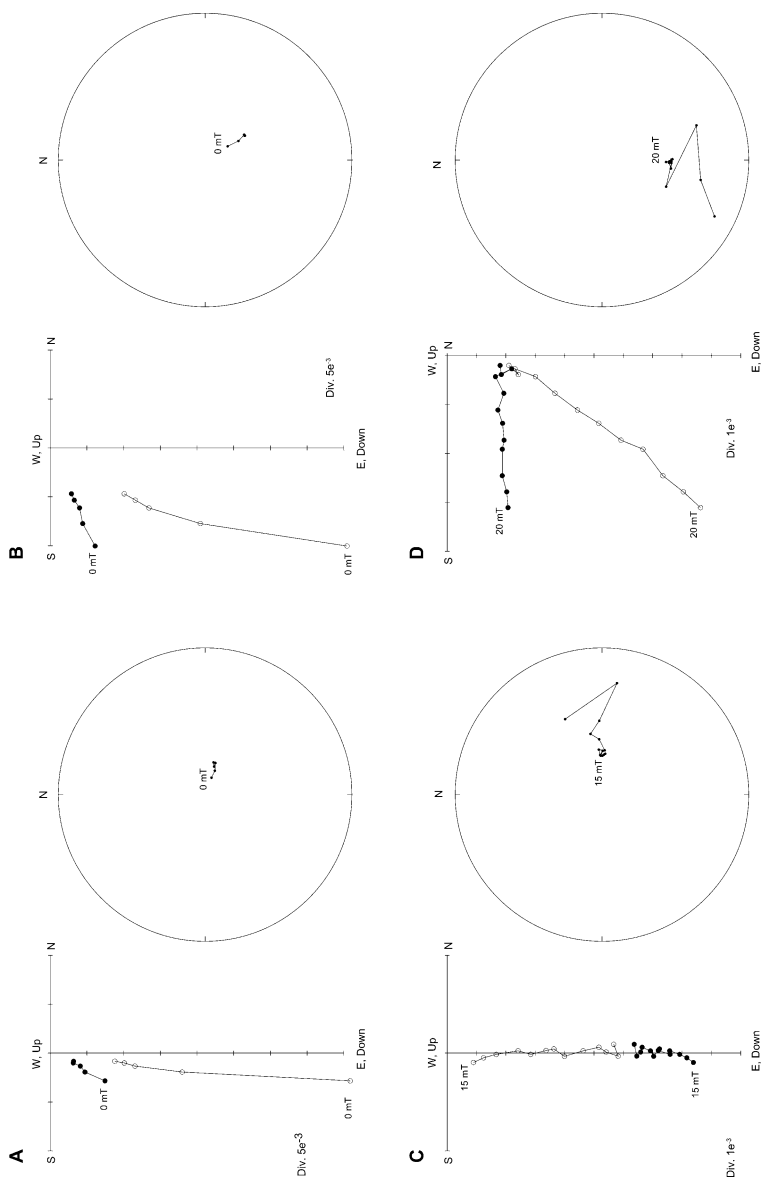 A
S
W, Up
N
0 mT
0 mT
Div. 5e-3
E, Down
N
0 mT
B
S
W, Up
N
0 mT
0 mT
Div. 5e-3
E, Down
N
0 mT
C
S
W, Up
N
15 mT
15 mT
Div. 1e-3
E, Down
N
15 mT
D
S
W, Up
N
20 mT
20 mT
Div. 1e-3
E, Down
N
20 mT